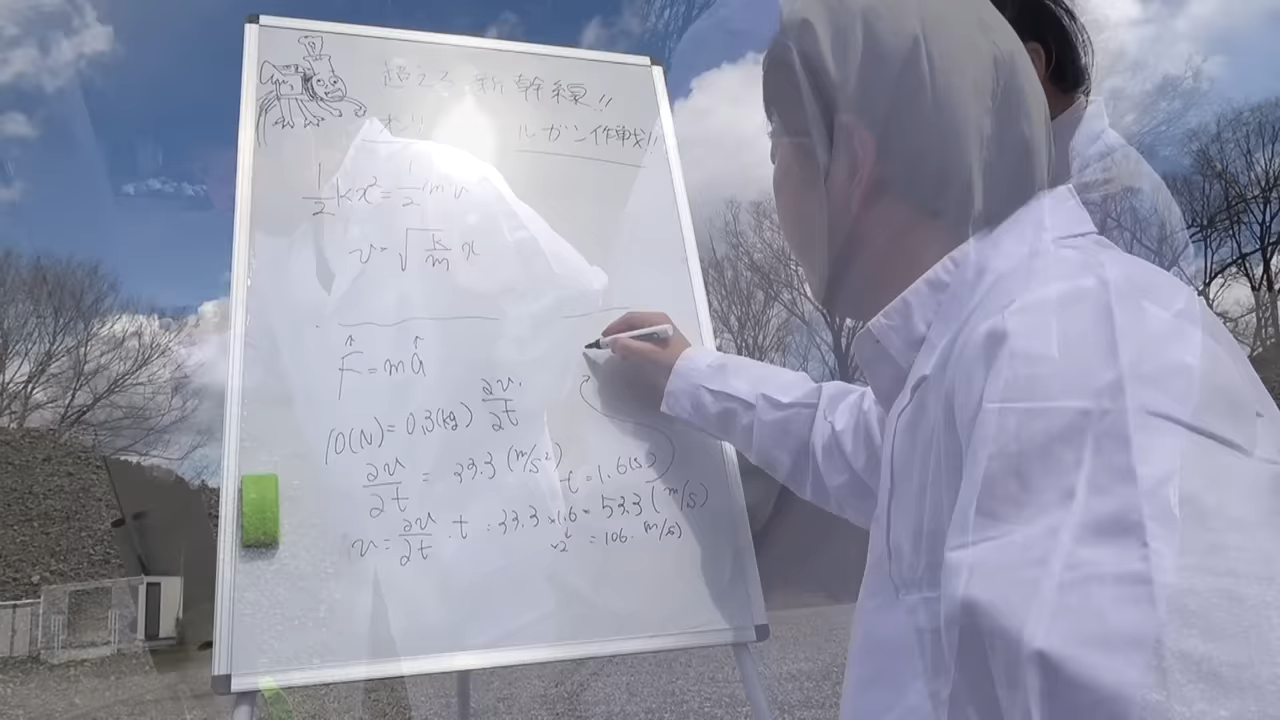 超えろ新幹線!!
ルガン作戦!!
1/2 kx² = 1/2 mv
v = √(k/m) x
F = ma
10(N) = 0.3(kg) ∂v/∂t
∂v/∂t = 33.3 (m/s²) t = 1.6(s)
v = ∂v/∂t · t = 33.3 × 1.6 = 53.3 (m/s)
×2 = 106. m/s)